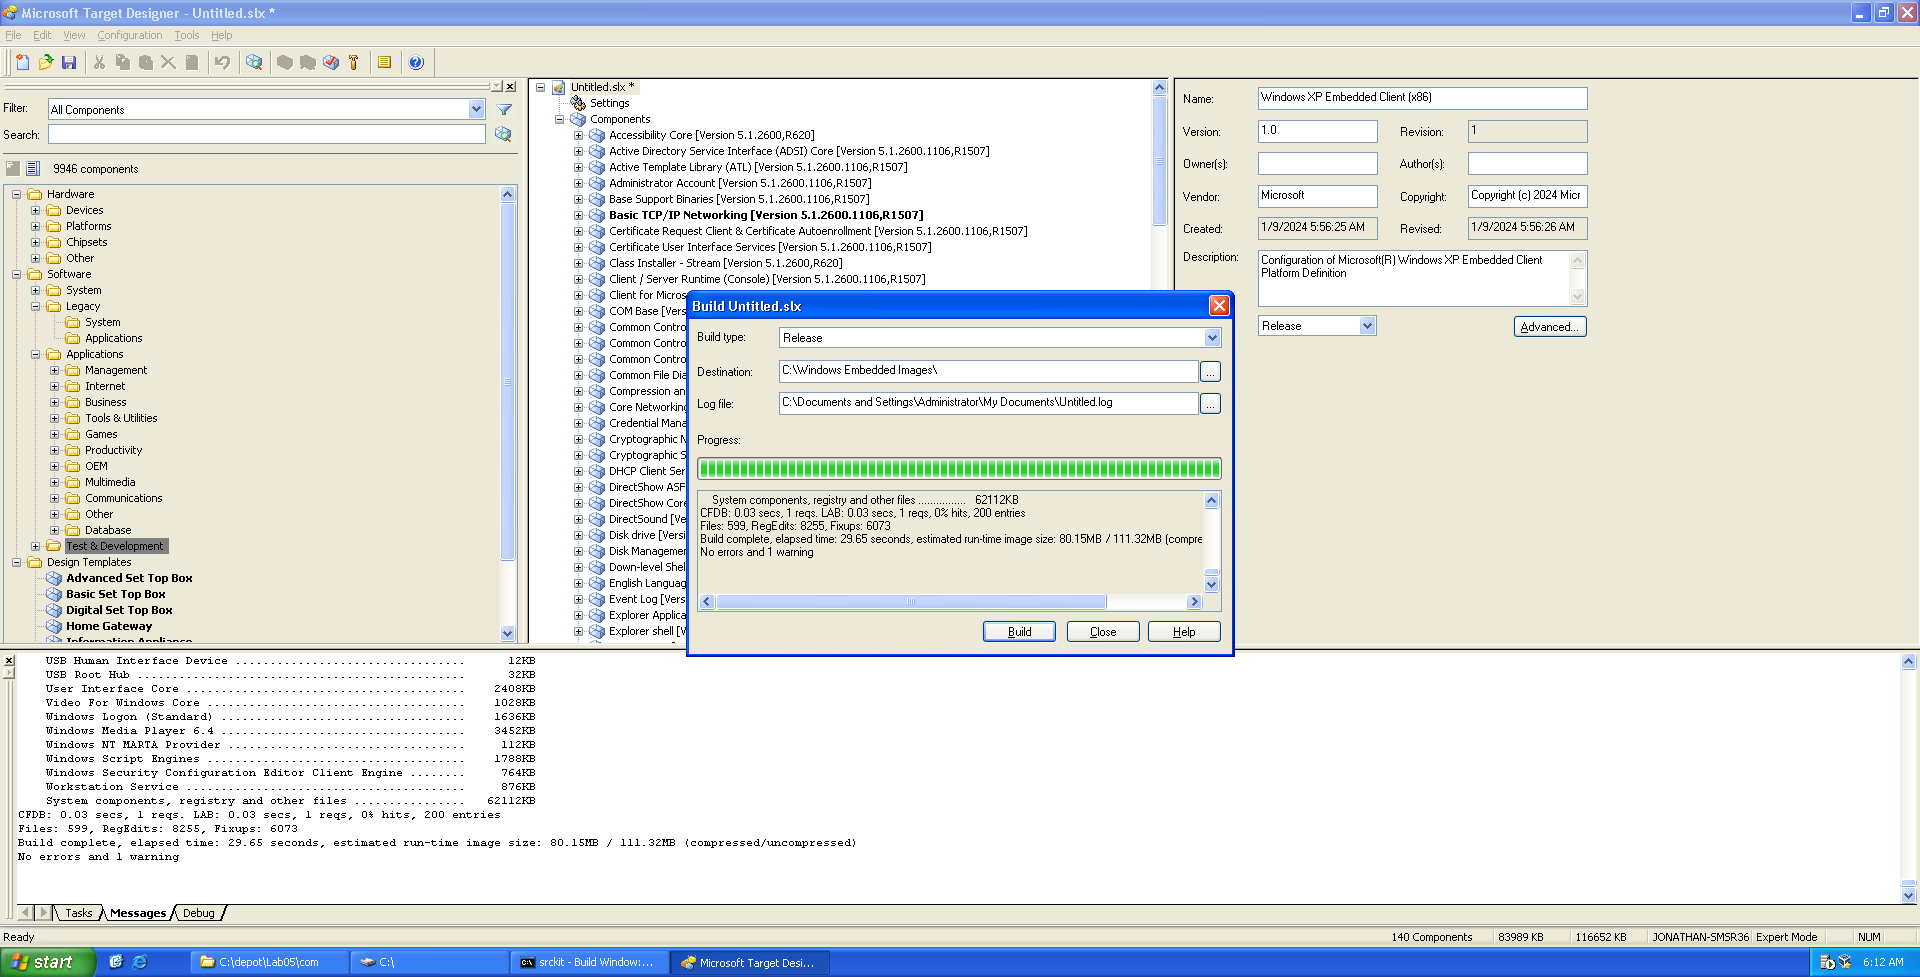 Microsoft Target Designer - Untitled.slx *
File Edit View Configuration Tools Help
Filter: All Components
Search:
9946 components
Hardware
Devices
Platforms
Chipsets
Other
Software
System
Legacy
System
Applications
Applications
Management
Internet
Business
Tools & Utilities
Games
Productivity
OEM
Multimedia
Communications
Other
Database
Test & Development
Design Templates
Advanced Set Top Box
Basic Set Top Box
Digital Set Top Box
Home Gateway
Information Appliance
Untitled.slx *
Settings
Components
Accessibility Core [Version 5.1.2600,R620]
Active Directory Service Interface (ADSI) Core [Version 5.1.2600.1106,R1507]
Active Template Library (ATL) [Version 5.1.2600.1106,R1507]
Administrator Account [Version 5.1.2600.1106,R1507]
Base Support Binaries [Version 5.1.2600.1106,R1507]
Basic TCP/IP Networking [Version 5.1.2600.1106,R1507]
Certificate Request Client & Certificate Autoenrollment [Version 5.1.2600.1106,R1507]
Certificate User Interface Services [Version 5.1.2600.1106,R1507]
Class Installer - Stream [Version 5.1.2600,R620]
Client / Server Runtime (Console) [Version 5.1.2600.1106,R1507]
Client for Micros
COM Base [Vers
Common Contro
Common Contro
Common Contro
Common File Dia
Compression an
Core Networking
Credential Mana
Cryptographic N
Cryptographic S
DHCP Client Ser
DirectShow ASF
DirectShow Core
DirectSound [Ve
Disk drive [Versi
Disk Managemer
Down-level Shel
English Languag
Event Log [Vers
Explorer Applica
Explorer shell [V
Name: Windows XP Embedded Client (x86)
Version: 1.0 Revision: 1
Owner(s): Author(s):
Vendor: Microsoft Copyright: Copyright (c) 2024 Micr
Created: 1/9/2024 5:56:25 AM Revised: 1/9/2024 5:56:26 AM
Description: Configuration of Microsoft(R) Windows XP Embedded Client
Platform Definition
Release Advanced...
Build Untitled.slx
Build type: Release
Destination: C:\Windows Embedded Images\ ...
Log file: C:\Documents and Settings\Administrator\My Documents\Untitled.log ...
Progress:
System components, registry and other files ................ 62112KB
CFDB: 0.03 secs, 1 reqs. LAB: 0.03 secs, 1 reqs, 0% hits, 200 entries
Files: 599, RegEdits: 8255, Fixups: 6073
Build complete, elapsed time: 29.65 seconds, estimated run-time image size: 80.15MB / 111.32MB (compre
No errors and 1 warning
Build Close Help
USB Human Interface Device ................................. 12KB
USB Root Hub ............................................... 32KB
User Interface Core ........................................ 2408KB
Video For Windows Core ..................................... 1028KB
Windows Logon (Standard) ................................... 1636KB
Windows Media Player 6.4 ................................... 3452KB
Windows NT MARTA Provider .................................. 112KB
Windows Script Engines ..................................... 1788KB
Windows Security Configuration Editor Client Engine ........ 764KB
Workstation Service ........................................ 876KB
System components, registry and other files ................ 62112KB
CFDB: 0.03 secs, 1 reqs. LAB: 0.03 secs, 1 reqs, 0% hits, 200 entries
Files: 599, RegEdits: 8255, Fixups: 6073
Build complete, elapsed time: 29.65 seconds, estimated run-time image size: 80.15MB / 111.32MB (compressed/uncompressed)
No errors and 1 warning
Tasks Messages Debug
Ready 140 Components 83989 KB 116652 KB JONATHAN-SMSR36 Expert Mode NUM
start C:\depot\Lab05\com C:\ srckit - Build Window:... Microsoft Target Desi... 6:12 AM